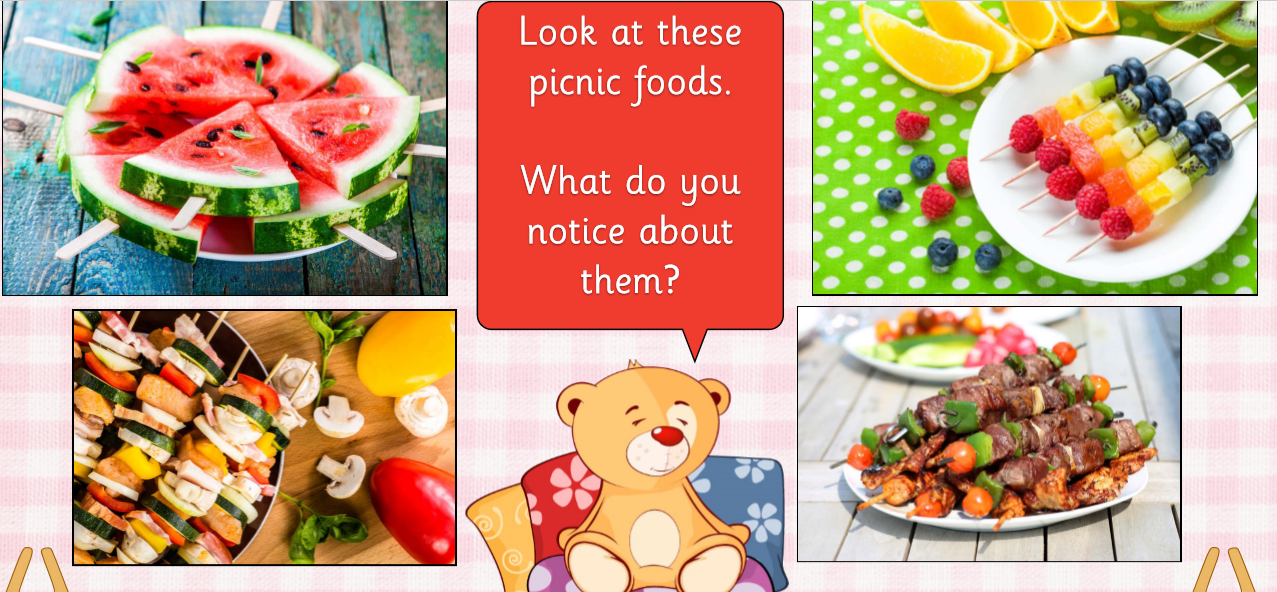 Look at these
picnic foods.
What do you
notice about
them?